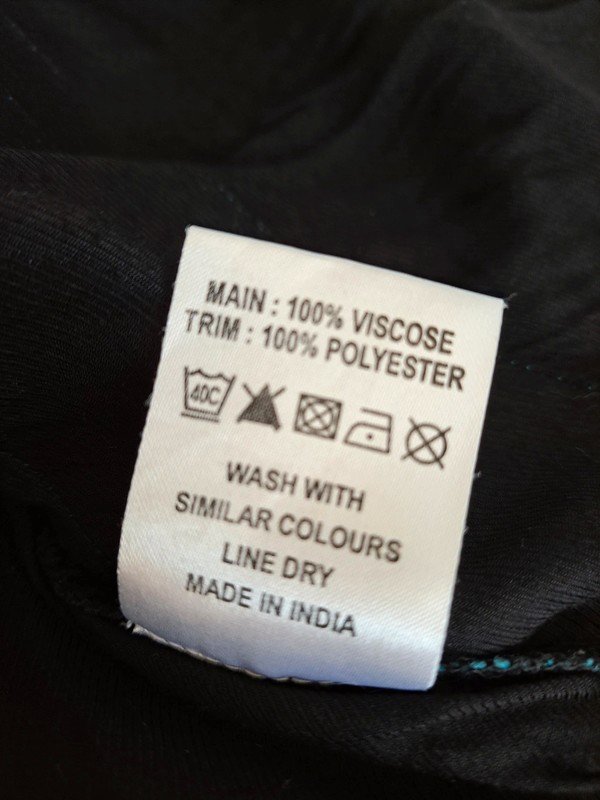 MAIN : 100% VISCOSE
TRIM : 100% POLYESTER
40C
WASH WITH
SIMILAR COLOURS
LINE DRY
MADE IN INDIA